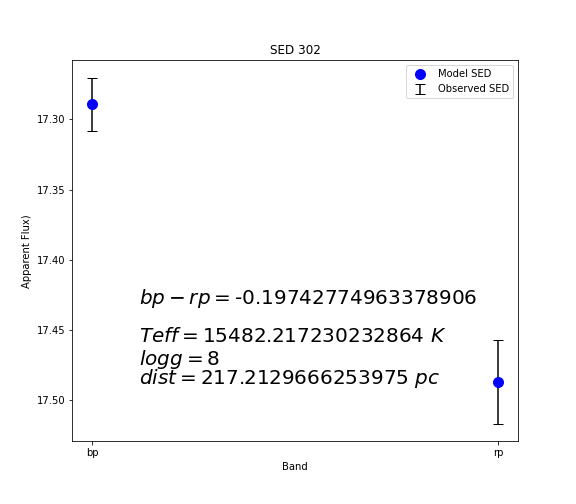 SED 302
Model SED
Observed SED
17.30
17.35
17.40
17.45
17.50
Apparent Flux)
bp − rp = -0.19742774963378906
Teff = 15482.217230232864 K
logg = 8
dist = 217.2129666253975 pc
bp
rp
Band